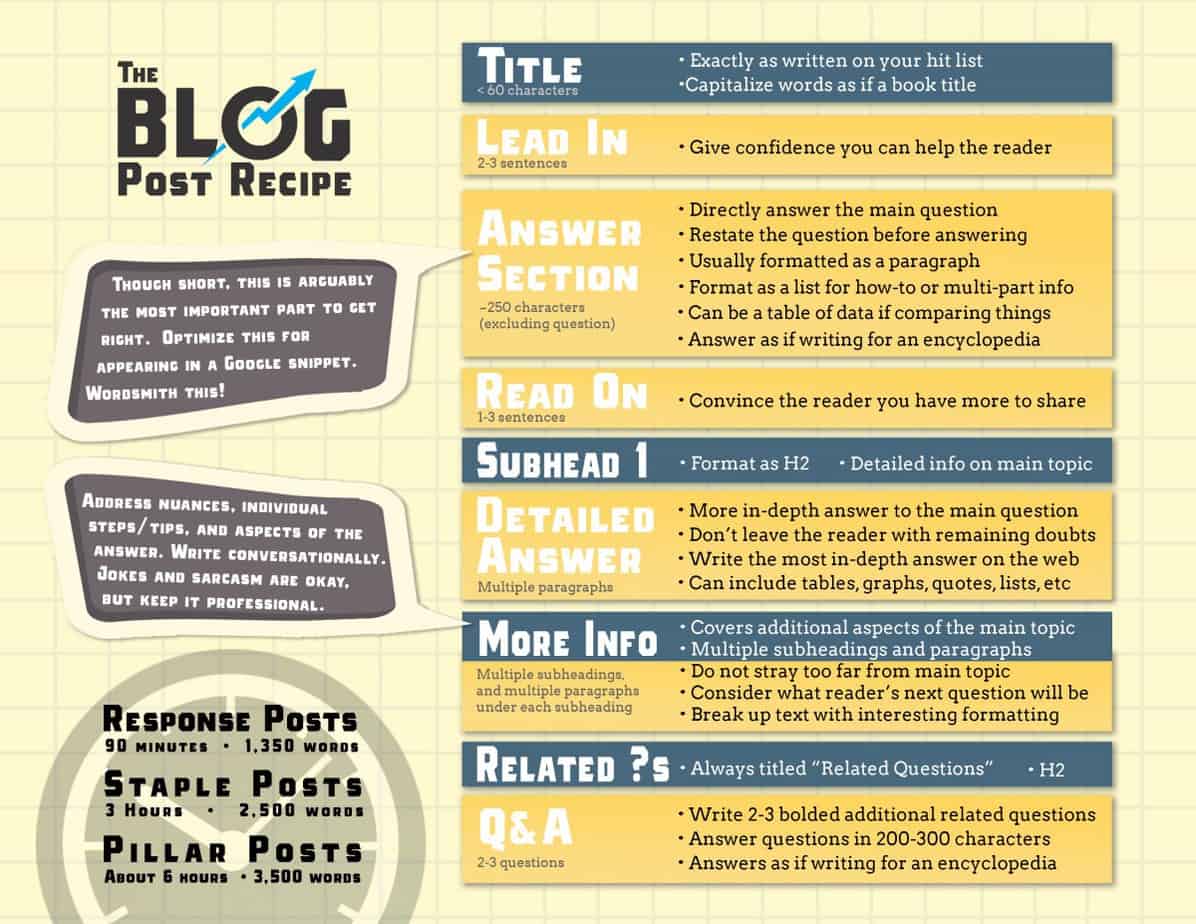 The
BLOG
Post Recipe
Title
< 60 characters
• Exactly as written on your hit list
•Capitalize words as if a book title
Lead In
2-3 sentences
• Give confidence you can help the reader
Answer
Section
~250 characters
(excluding question)
• Directly answer the main question
• Restate the question before answering
• Usually formatted as a paragraph
• Format as a list for how-to or multi-part info
• Can be a table of data if comparing things
• Answer as if writing for an encyclopedia
Though short, this is arguably
the most important part to get
right. Optimize this for
appearing in a Google snippet.
Wordsmith this!
Read On
1-3 sentences
• Convince the reader you have more to share
Subhead 1
• Format as H2 • Detailed info on main topic
Detailed
Answer
Multiple paragraphs
• More in-depth answer to the main question
• Don't leave the reader with remaining doubts
• Write the most in-depth answer on the web
• Can include tables, graphs, quotes, lists, etc
Address nuances, individual
steps/tips, and aspects of the
answer. Write conversationally.
Jokes and sarcasm are okay,
but keep it professional.
More Info
Multiple subheadings,
and multiple paragraphs
under each subheading
• Covers additional aspects of the main topic
• Multiple subheadings and paragraphs
• Do not stray too far from main topic
• Consider what reader's next question will be
• Break up text with interesting formatting
Related ?s
• Always titled "Related Questions" • H2
Q&A
2-3 questions
• Write 2-3 bolded additional related questions
• Answer questions in 200-300 characters
• Answers as if writing for an encyclopedia
Response Posts
90 minutes • 1,350 words
Staple Posts
3 Hours • 2,500 words
Pillar Posts
About 6 hours • 3,500 words